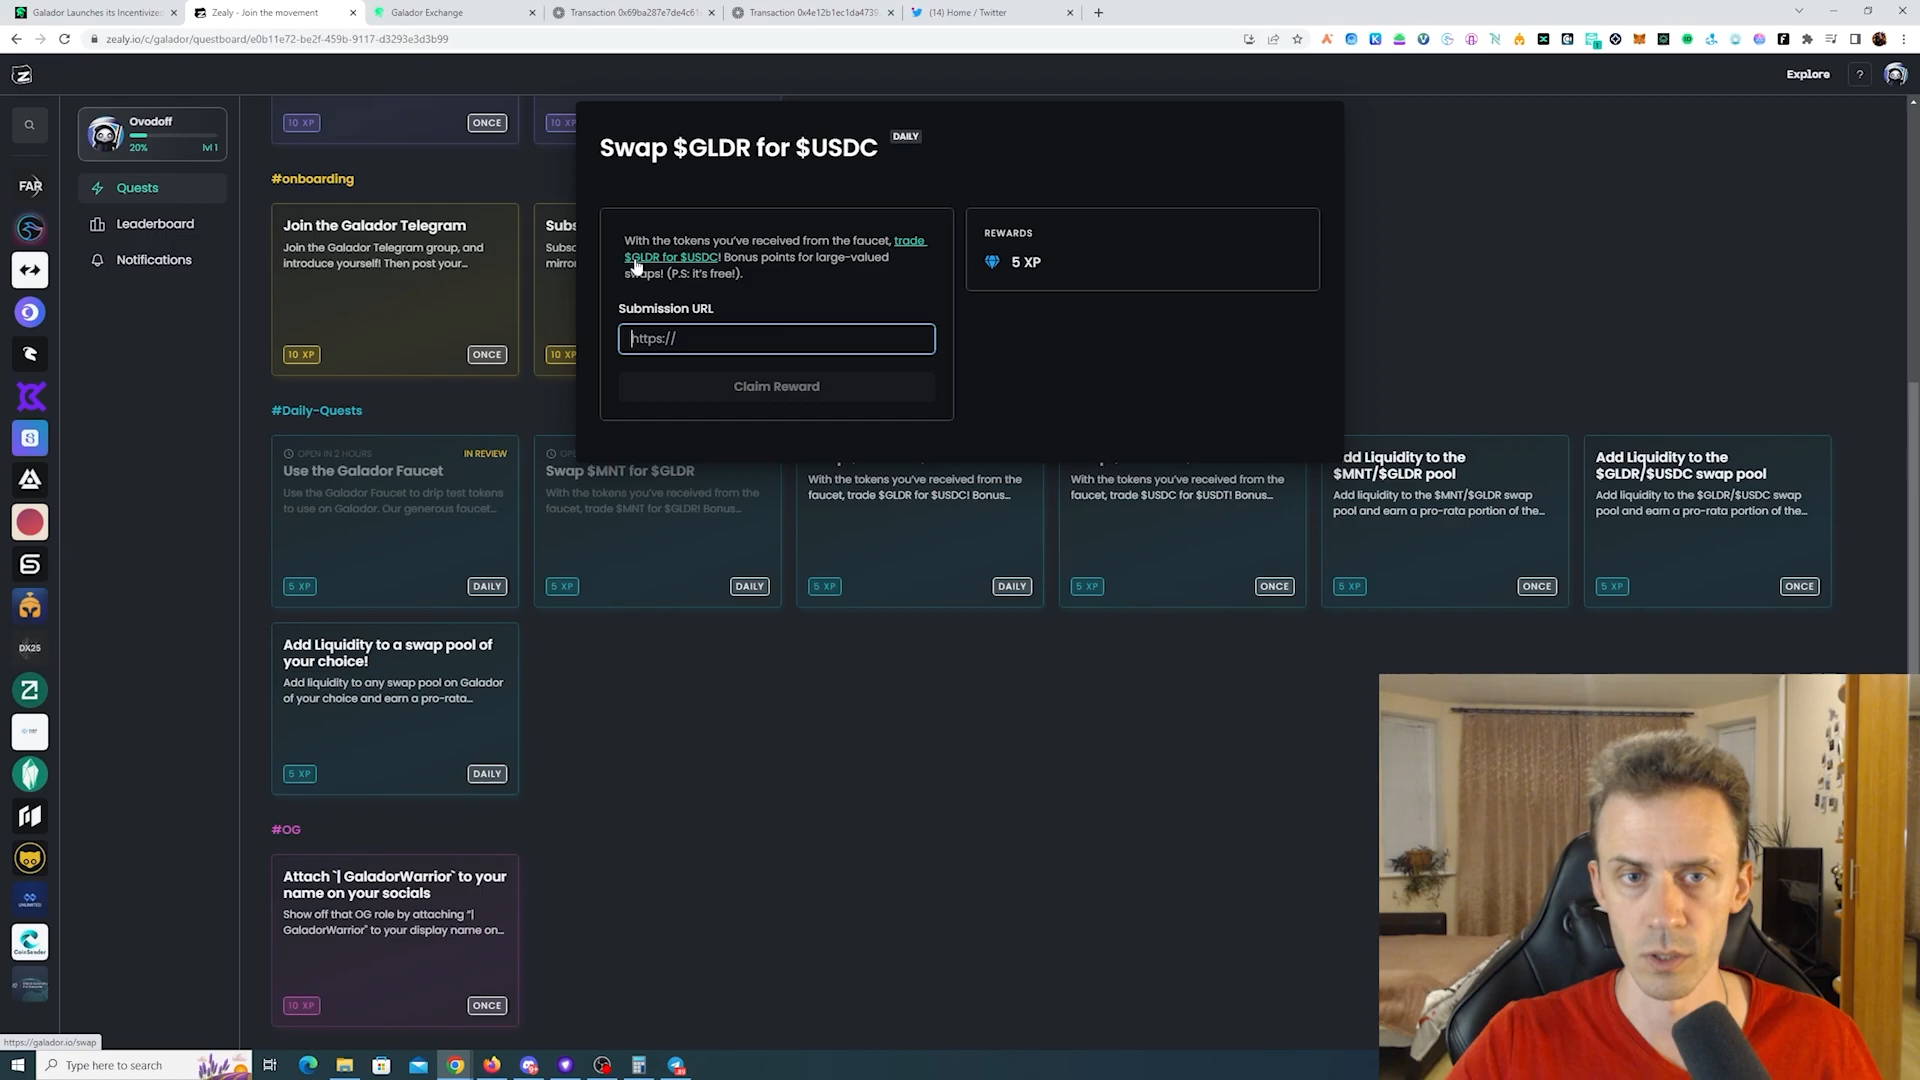 Galador Launches its Incentivized
Zealy - Join the movement
Galador Exchange
Transaction 0x69ba287e7de4c61
Transaction 0x4e12b1ec1da4739
(14) Home / Twitter
zealy.io/c/galador/questboard/e0b11e72-be2f-459b-9117-d3293e3d3b99
Explore
?
Ovodoff
20%
lvl 1
Quests
Leaderboard
Notifications
FAR
DX25
UNLIMITED
CoinSender
10 XP
ONCE
10 XP
Swap $GLDR for $USDC
DAILY
With the tokens you've received from the faucet, trade
$GLDR for $USDC! Bonus points for large-valued
swaps! (P.S: it's free!).
Submission URL
https://
Claim Reward
REWARDS
5 XP
#onboarding
Join the Galador Telegram
Join the Galador Telegram group, and
introduce yourself! Then post your...
10 XP
ONCE
Subs
Subsc
mirror
10 XP
#Daily-Quests
OPEN IN 2 HOURS
IN REVIEW
Use the Galador Faucet
Use the Galador Faucet to drip test tokens
to use on Galador. Our generous faucet...
5 XP
DAILY
Swap $MNT for $GLDR
With the tokens you've received from the
faucet, trade $MNT for $GLDR! Bonus...
5 XP
DAILY
With the tokens you've received from the
faucet, trade $GLDR for $USDC! Bonus...
5 XP
DAILY
With the tokens you've received from the
faucet, trade $USDC for $USDT! Bonus...
5 XP
ONCE
dd Liquidity to the
$MNT/$GLDR pool
Add liquidity to the $MNT/$GLDR swap
pool and earn a pro-rata portion of the...
5 XP
ONCE
Add Liquidity to the
$GLDR/$USDC swap pool
Add liquidity to the $GLDR/$USDC swap
pool and earn a pro-rata portion of the...
5 XP
ONCE
Add Liquidity to a swap pool of
your choice!
Add liquidity to any swap pool on Galador
of your choice and earn a pro-rata...
5 XP
DAILY
#OG
Attach `| GaladorWarrior` to your
name on your socials
Show off that OG role by attaching "|
GaladorWarrior" to your display name on...
10 XP
ONCE
https://galador.io/swap
Type here to search